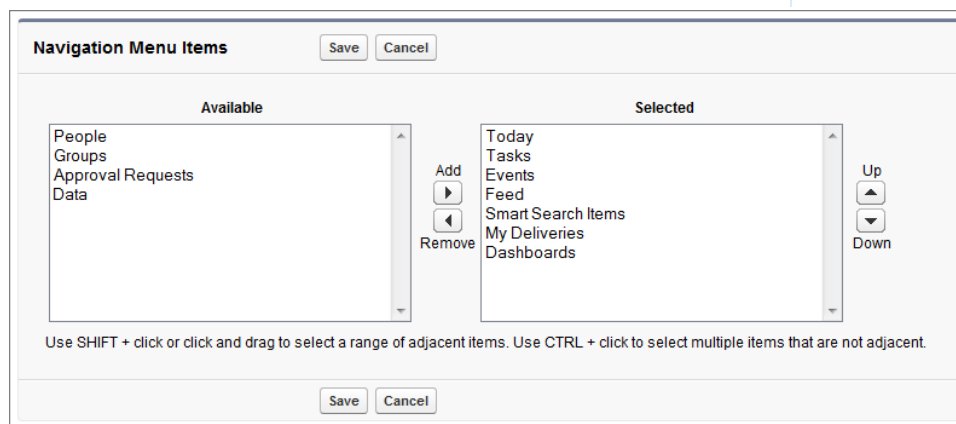 Navigation Menu Items
Save
Cancel
Available
Selected
People
Groups
Approval Requests
Data
Add
Remove
Today
Tasks
Events
Feed
Smart Search Items
My Deliveries
Dashboards
Up
Down
Use SHIFT + click or click and drag to select a range of adjacent items. Use CTRL + click to select multiple items that are not adjacent.
Save
Cancel